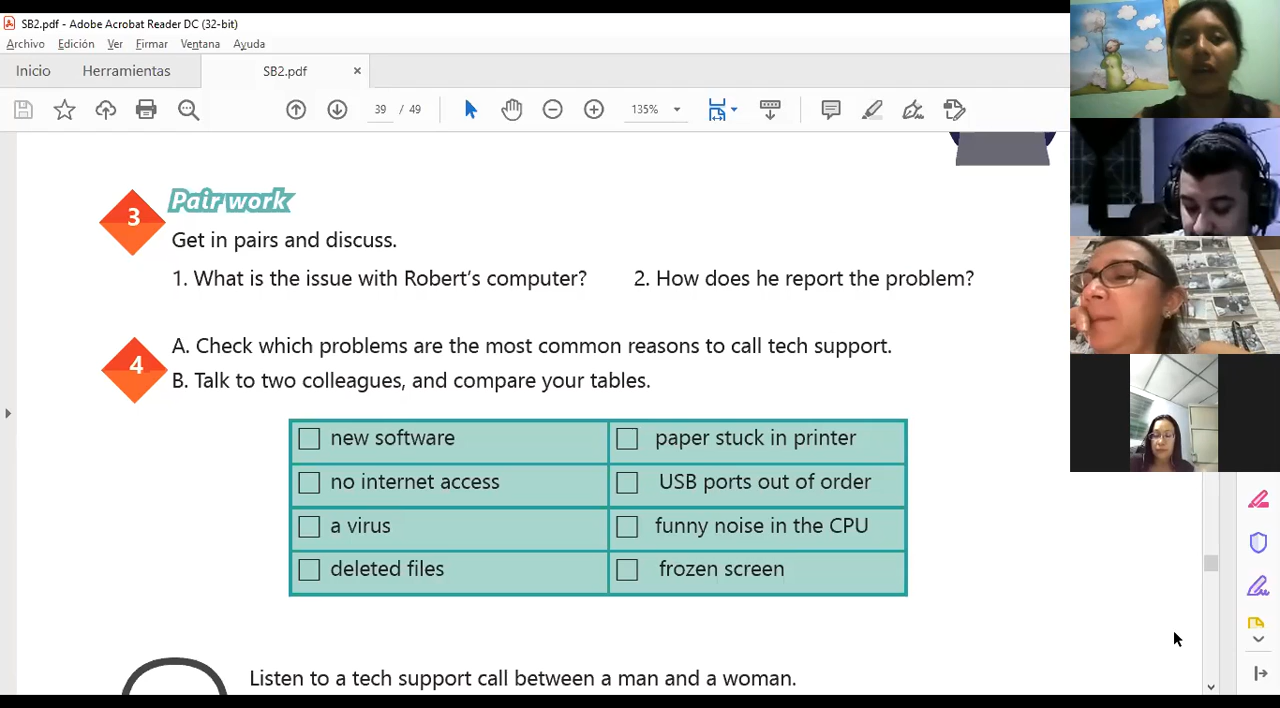 SB2.pdf - Adobe Acrobat Reader DC (32-bit)
Archivo Edición Ver Firmar Ventana Ayuda
Inicio Herramientas SB2.pdf ×
39 / 49 135%
3 Pair work
Get in pairs and discuss.
1. What is the issue with Robert's computer? 2. How does he report the problem?
4 A. Check which problems are the most common reasons to call tech support.
B. Talk to two colleagues, and compare your tables.
new software paper stuck in printer
no internet access USB ports out of order
a virus funny noise in the CPU
deleted files frozen screen
Listen to a tech support call between a man and a woman.